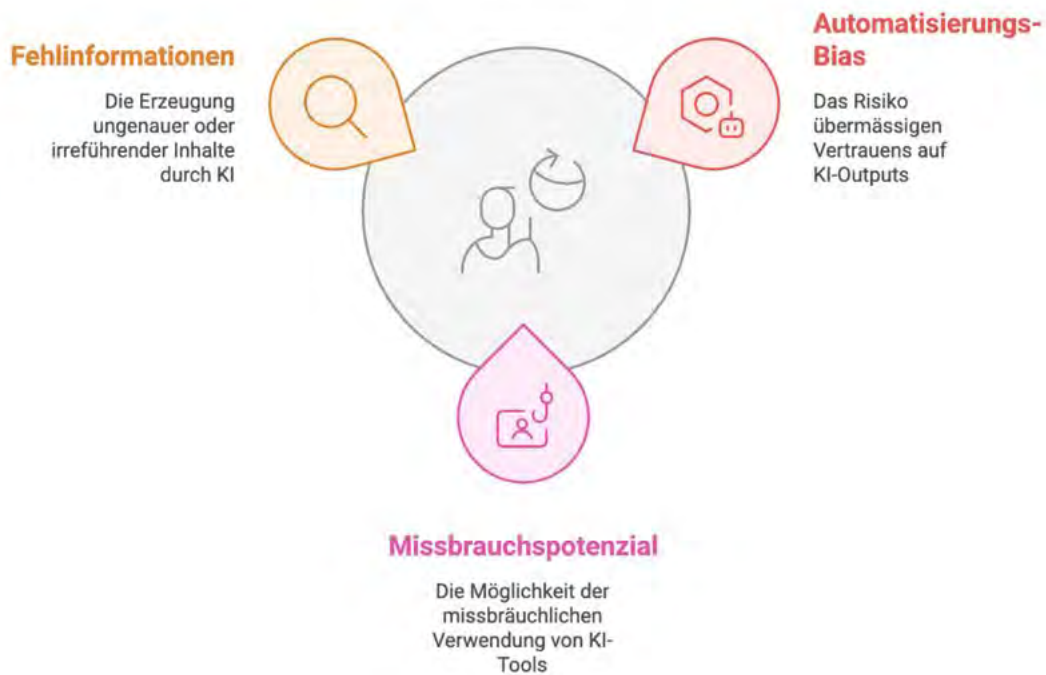 Fehlinformationen
Die Erzeugung
ungenauer oder
irreführender Inhalte
durch KI
Automatisierungs-
Bias
Das Risiko
übermässigen
Vertrauens auf
KI-Outputs
Missbrauchspotenzial
Die Möglichkeit der
missbräuchlichen
Verwendung von KI-
Tools